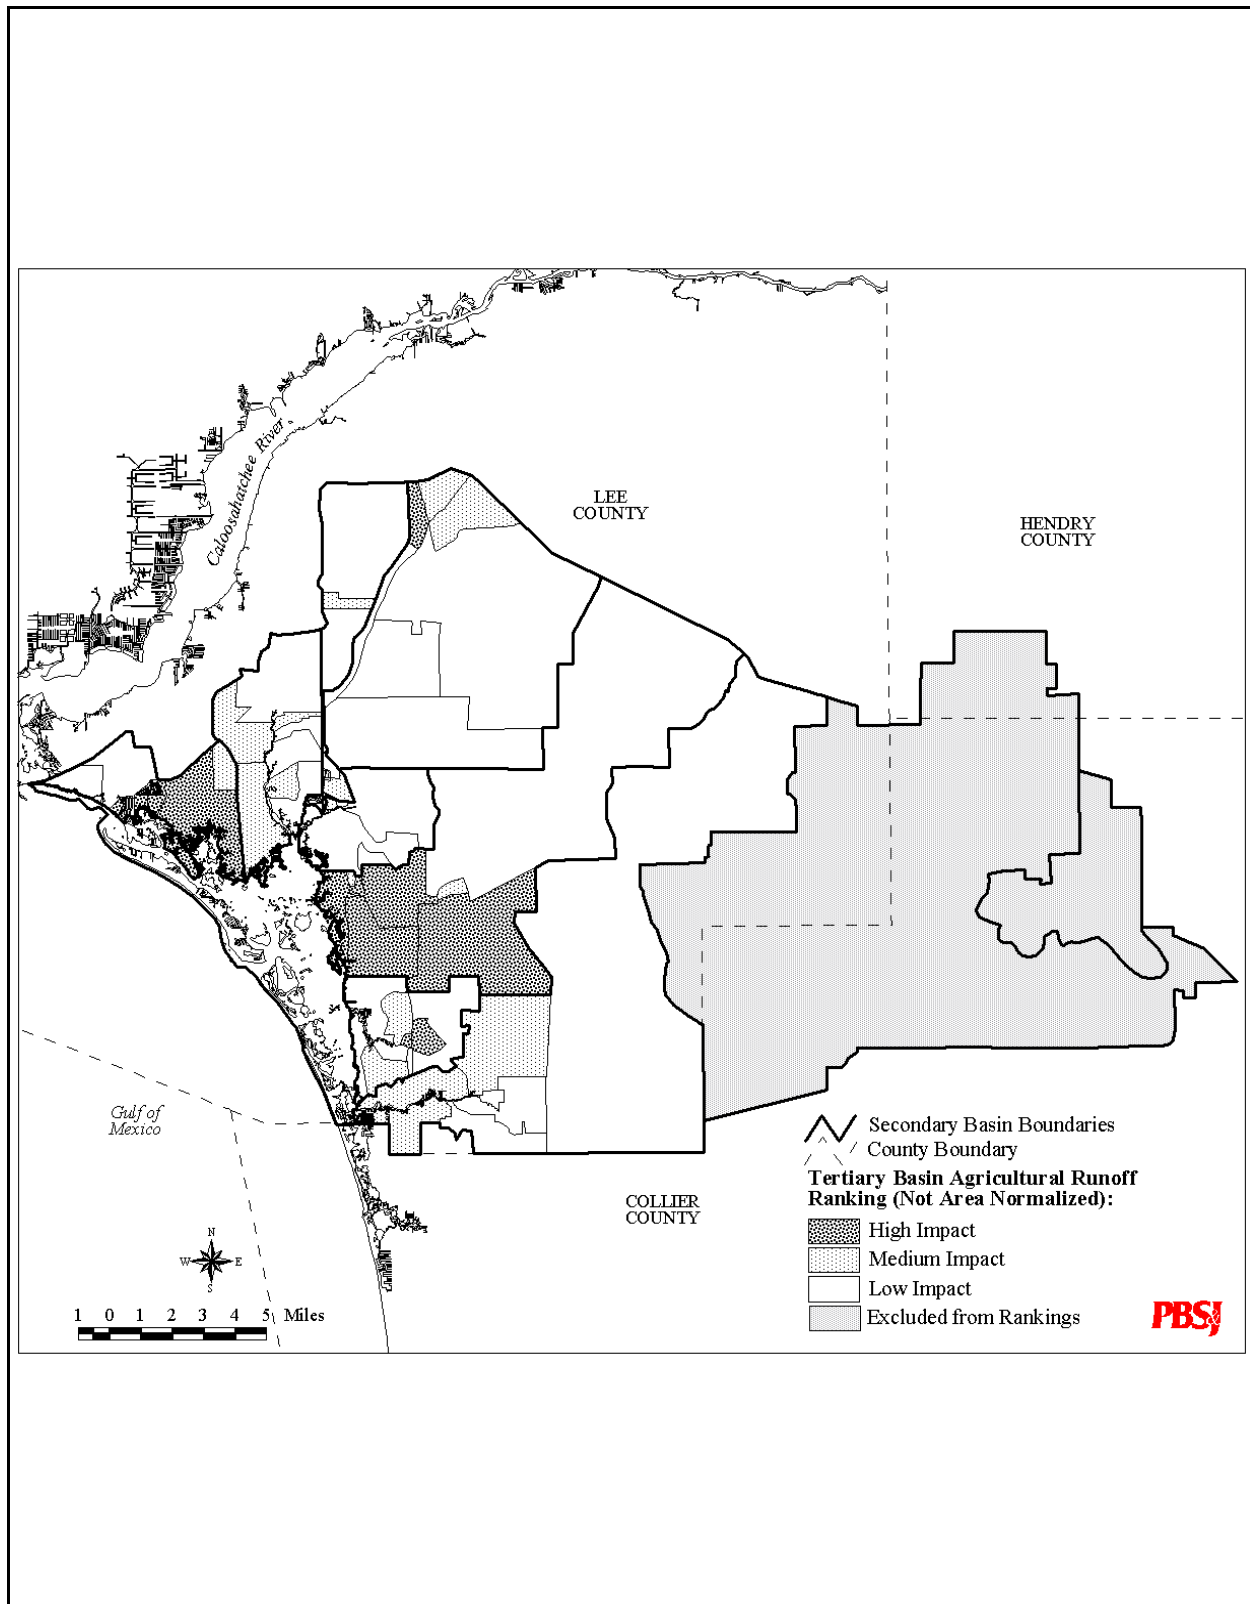 Caloosahatchee River
LEE
COUNTY
HENDRY
COUNTY
Gulf of
Mexico
COLLIER
COUNTY
N
W E
S
1 0 1 2 3 4 5 Miles
Secondary Basin Boundaries
County Boundary
Tertiary Basin Agricultural Runoff
Ranking (Not Area Normalized):
High Impact
Medium Impact
Low Impact
Excluded from Rankings
PBS&J